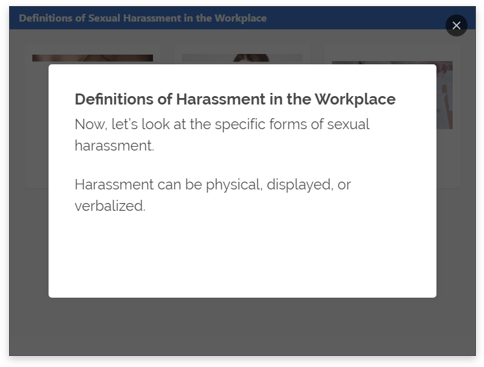 Definitions of Sexual Harassment in the Workplace
Definitions of Harassment in the Workplace
Now, let's look at the specific forms of sexual
harassment.
Harassment can be physical, displayed, or
verbalized.